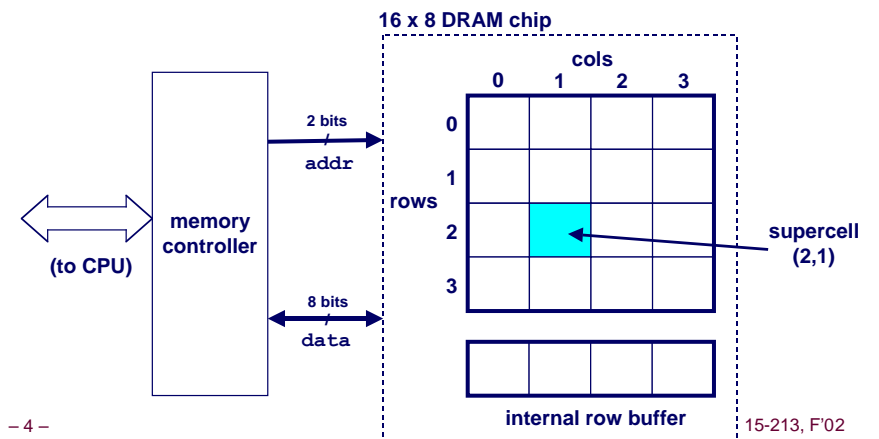 16 x 8 DRAM chip
cols
0 1 2 3
2 bits
/
addr
0
1
rows
2
3
memory
controller
(to CPU)
supercell
(2,1)
8 bits
/
data
internal row buffer
– 4 –
15-213, F'02